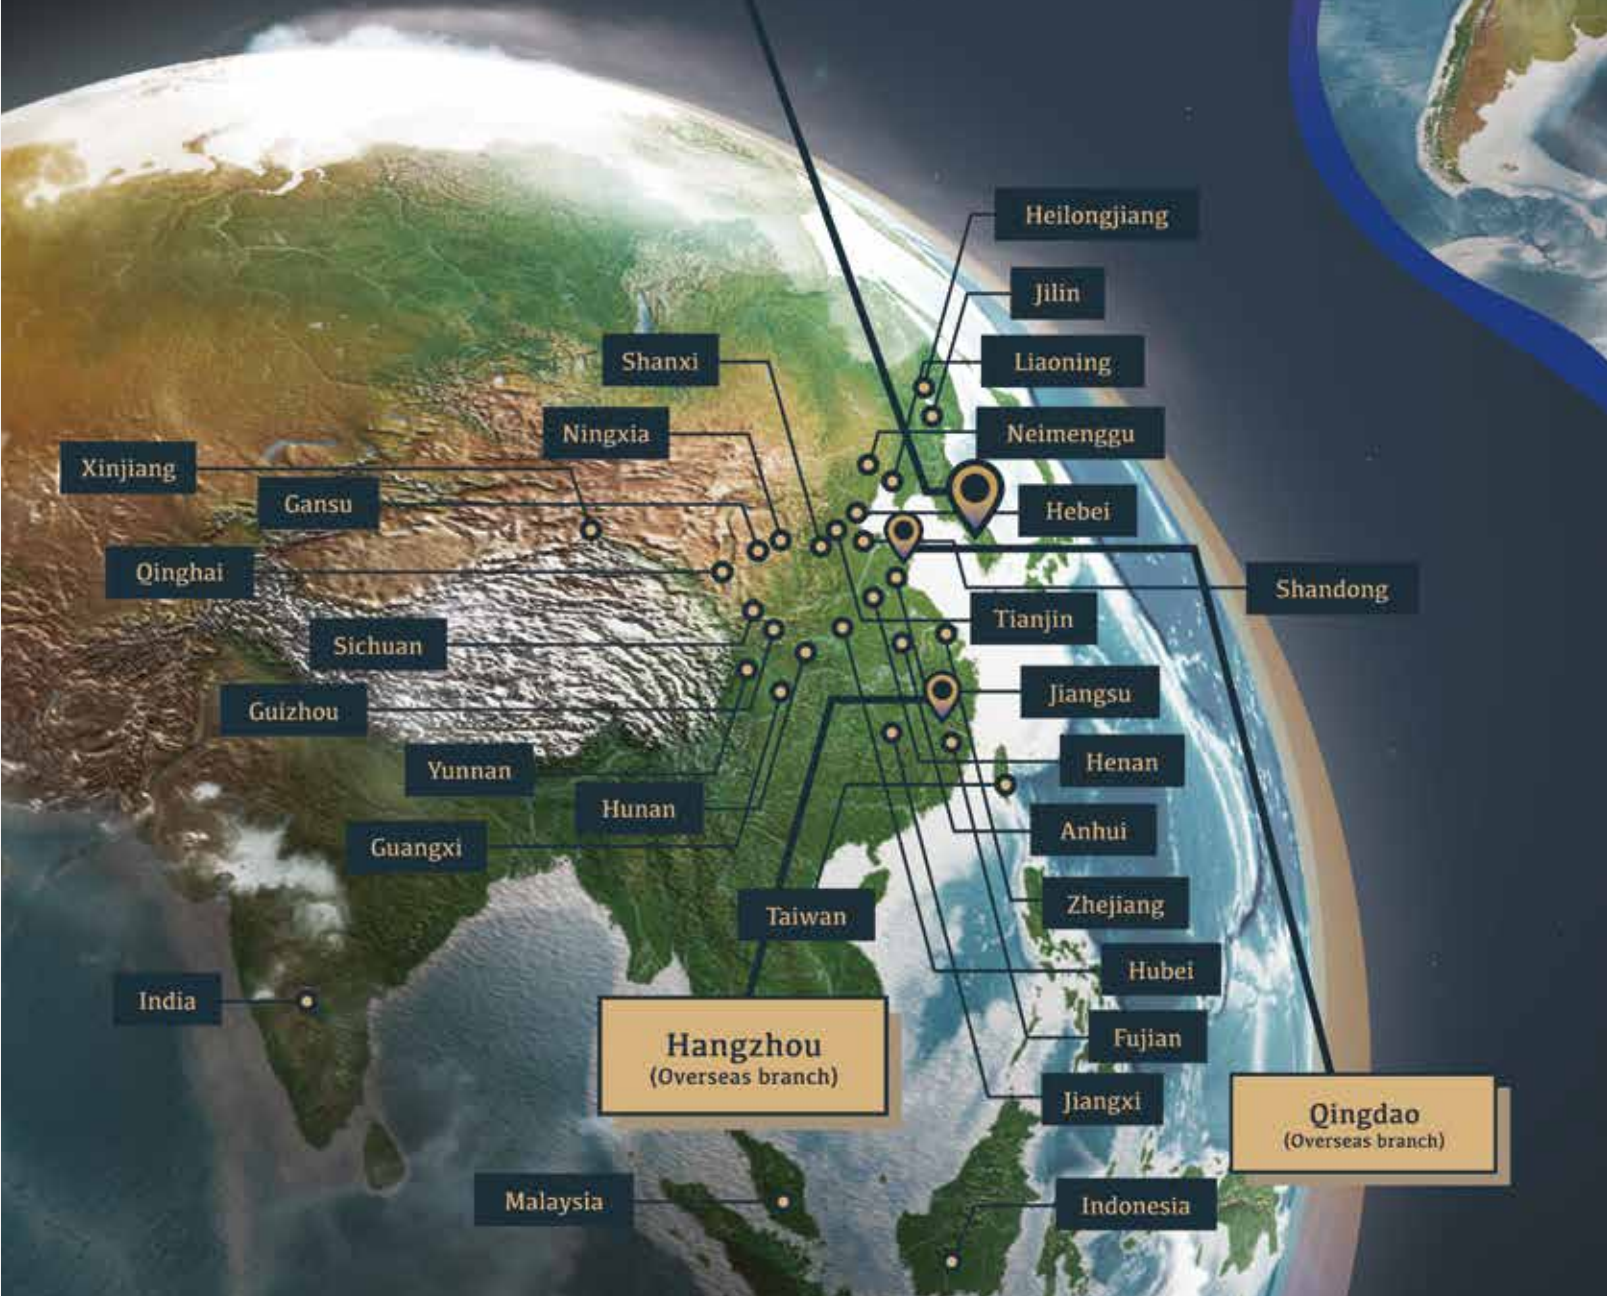 Heilongjiang
Jilin
Shanxi
Liaoning
Ningxia
Neimenggu
Xinjiang
Gansu
Hebei
Qinghai
Shandong
Tianjin
Sichuan
Jiangsu
Guizhou
Henan
Yunnan
Hunan
Anhui
Guangxi
Zhejiang
Taiwan
Hubei
India
Fujian
Hangzhou
(Overseas branch)
Jiangxi
Qingdao
(Overseas branch)
Malaysia
Indonesia